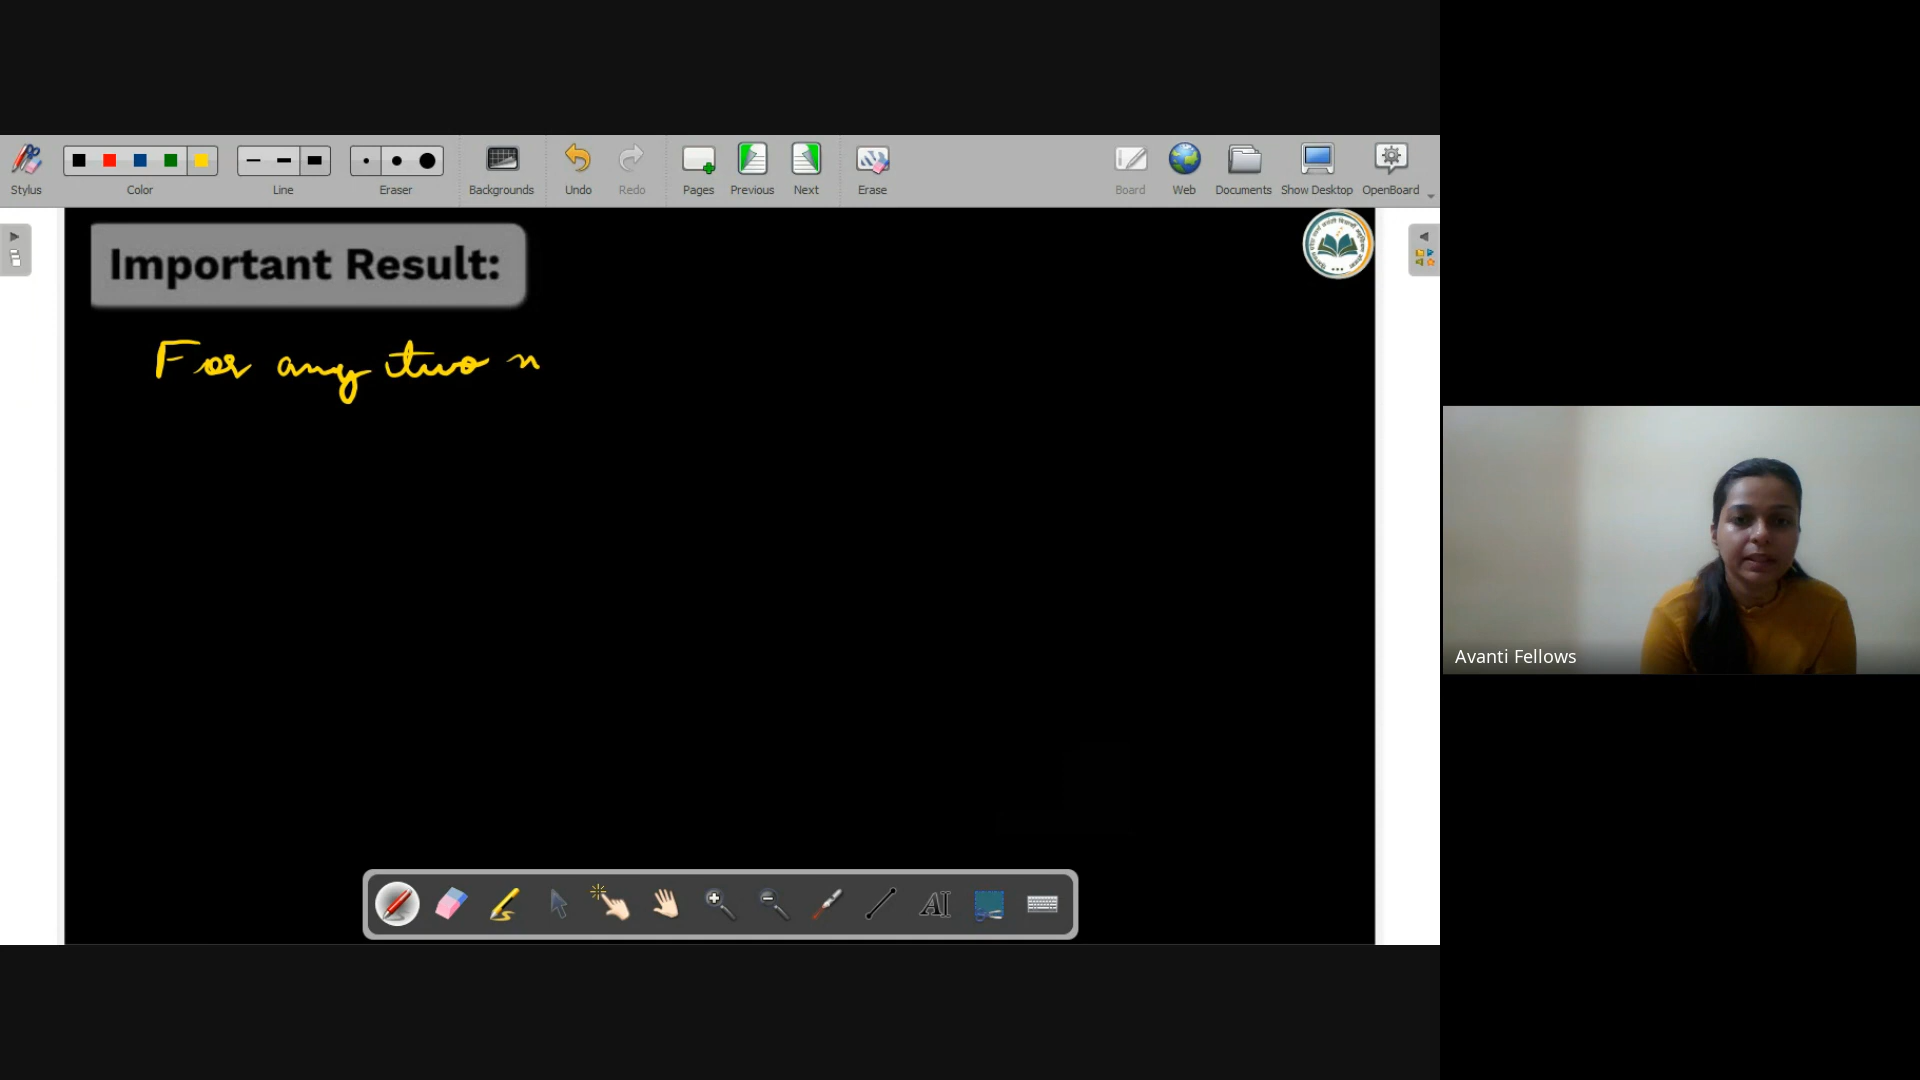 Stylus Color Line Eraser Backgrounds Undo Redo Pages Previous Next Erase Board Web Documents Show Desktop OpenBoard
Important Result:
For any two n
AI
Avanti Fellows